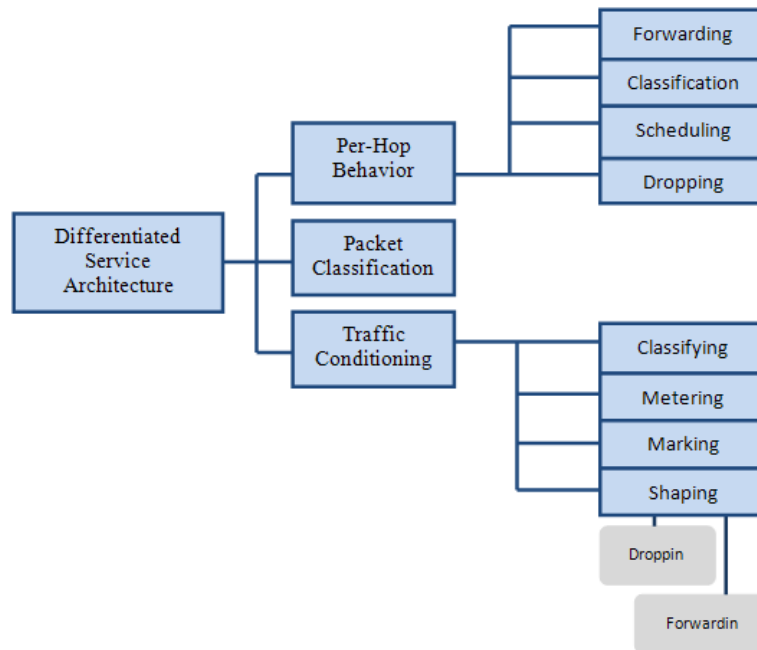 Forwarding
Classification
Scheduling
Dropping
Per-Hop
Behavior
Differentiated
Service
Architecture
Packet
Classification
Traffic
Conditioning
Classifying
Metering
Marking
Shaping
Droppin
Forwardin